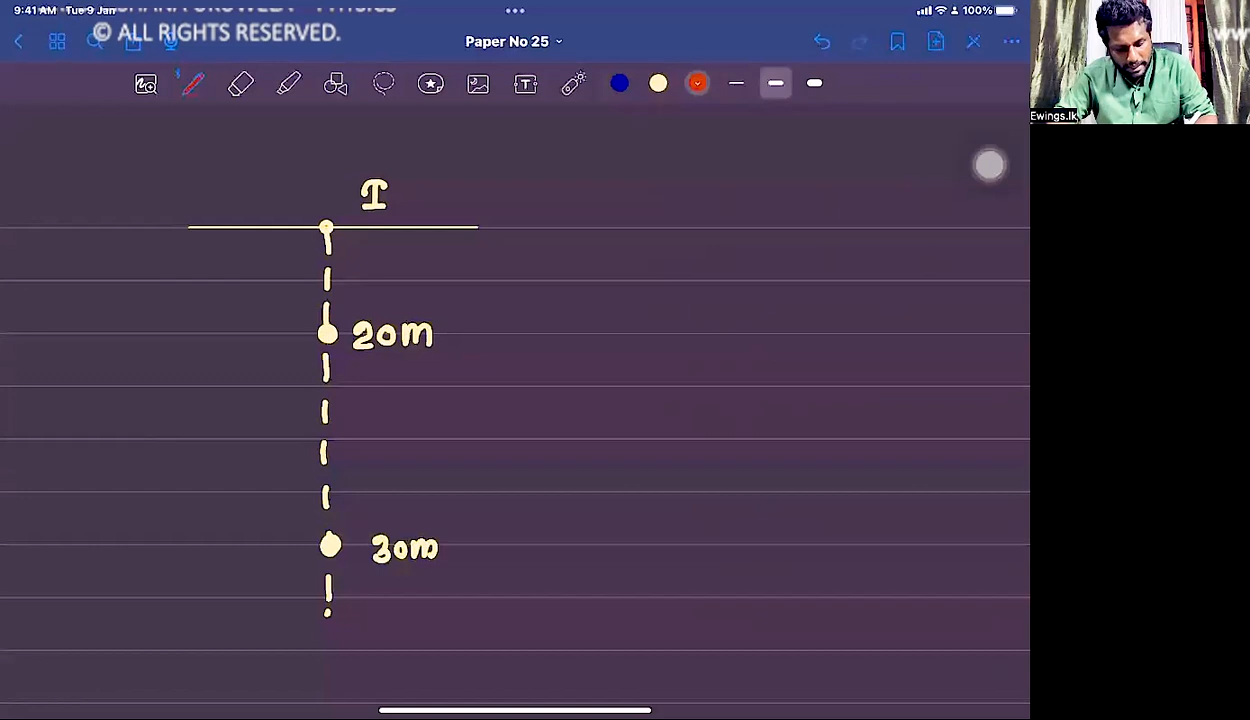 9:41 AM Tue 9 Jan
100%
© ALL RIGHTS RESERVED.
Paper No 25
Ewings.lk
I
20m
30m